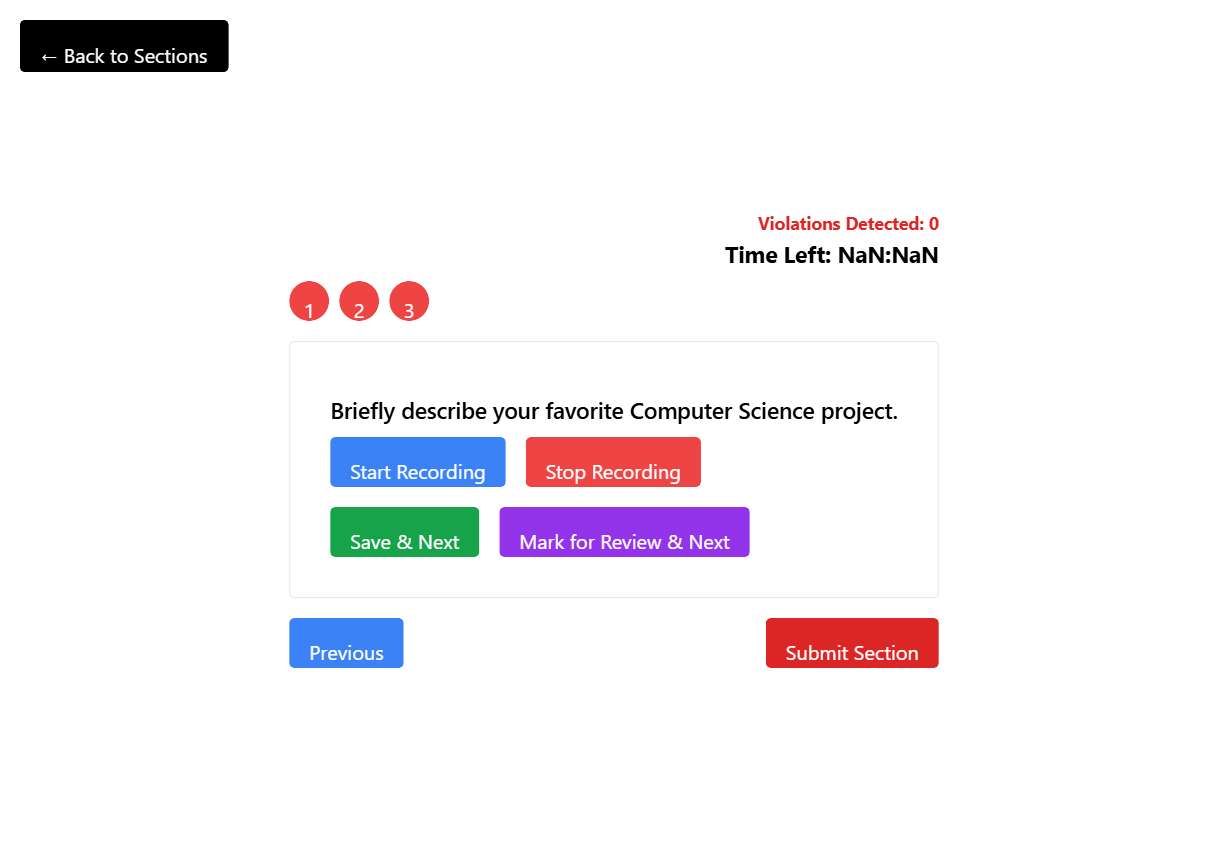 ← Back to Sections
Violations Detected: 0
Time Left: NaN:NaN
1 2 3
Briefly describe your favorite Computer Science project.
Start Recording Stop Recording
Save & Next Mark for Review & Next
Previous Submit Section